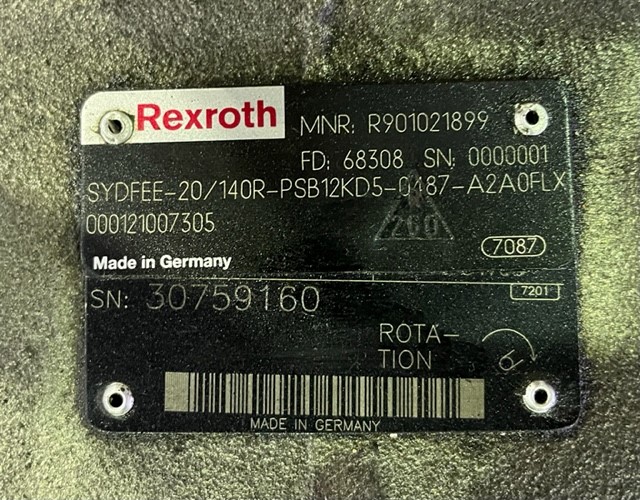 Rexroth
MNR: R901021899
FD: 68308 SN: 0000001
SYDFEE-20/140R-PSB12KD5-0487-A2A0FLX
000121007305
7087
Made in Germany
7201
SN: 30759160
ROTA-
TION
MADE IN GERMANY